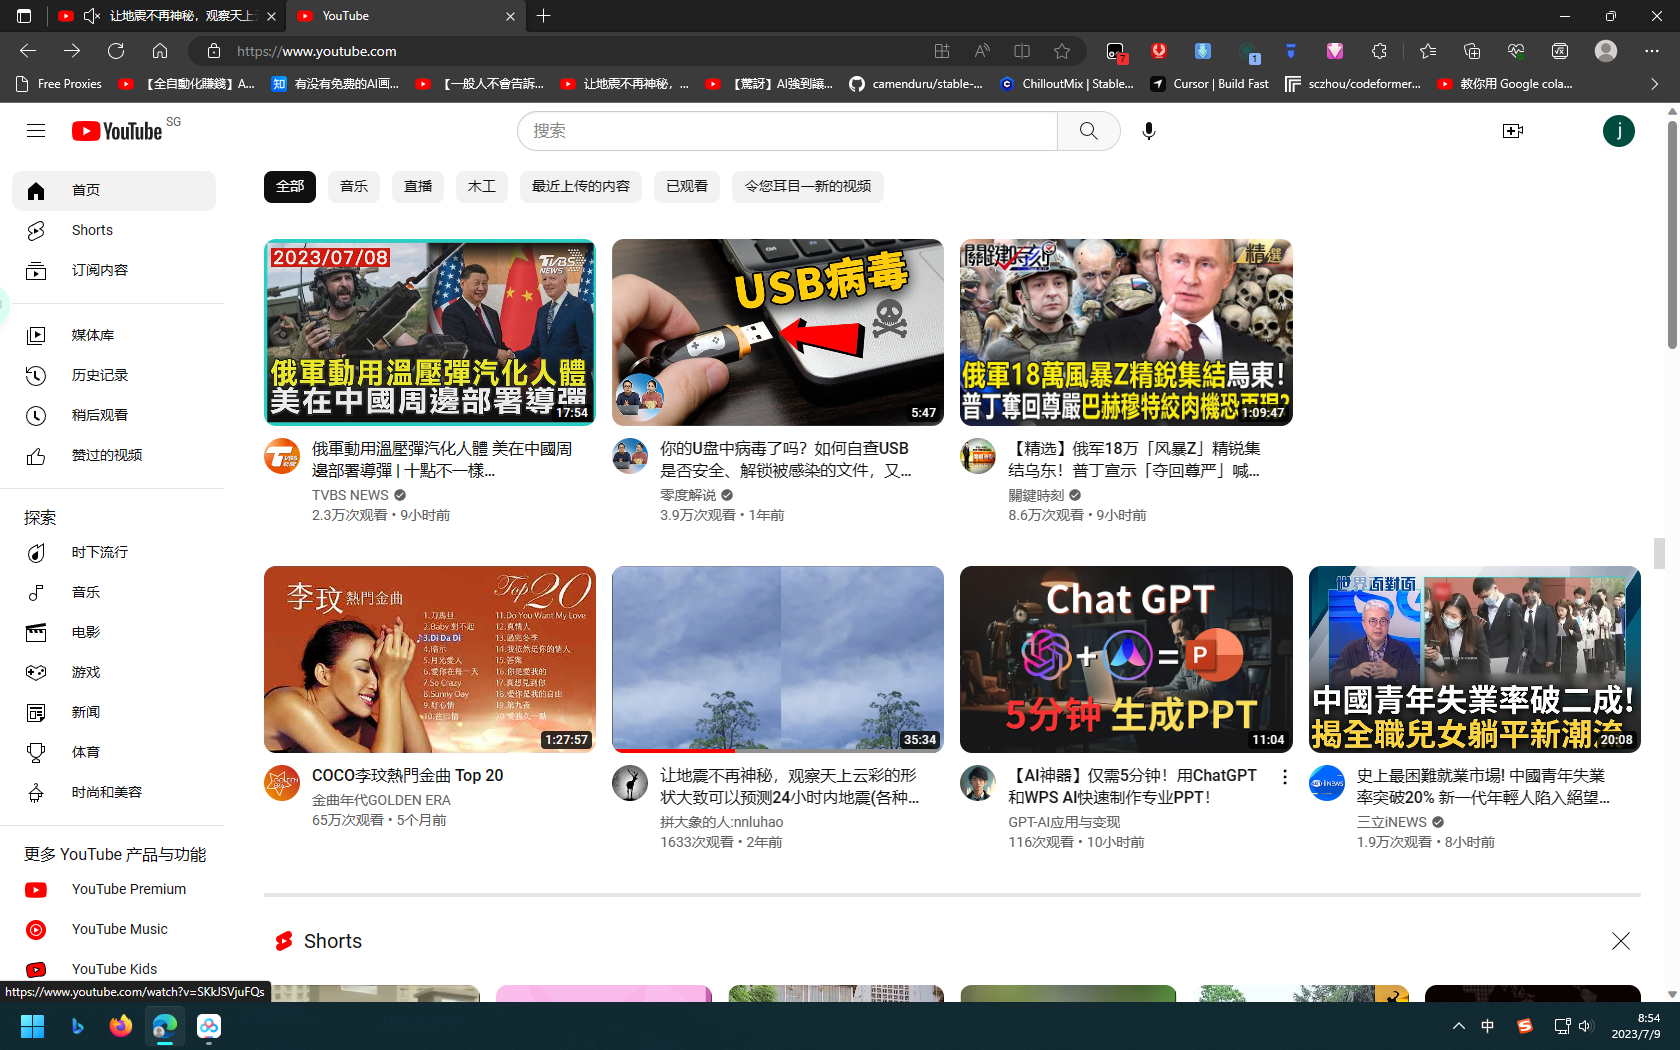 让地震不再神秘，观察天上云
YouTube
https://www.youtube.com
7
1
Free Proxies
【全自動化賺錢】A...
知
有没有免费的AI画...
【一般人不會告訴...
让地震不再神秘，...
【驚訝】AI強到讓...
camenduru/stable-...
ChilloutMix | Stable...
Cursor | Build Fast
sczhou/codeformer...
教你用 Google cola...
YouTube SG
搜索
j
首页
Shorts
订阅内容
媒体库
历史记录
稍后观看
赞过的视频
探索
时下流行
音乐
电影
游戏
新闻
体育
时尚和美容
更多 YouTube 产品与功能
YouTube Premium
YouTube Music
YouTube Kids
https://www.youtube.com/watch?v=SKkJSVjuFQs
全部
音乐
直播
木工
最近上传的内容
已观看
令您耳目一新的视频
2023/07/08
TVBS NEWS
俄軍動用溫壓彈汽化人體
美在中國周邊部署導彈
17:54
俄軍動用溫壓彈汽化人體 美在中國周
邊部署導彈 | 十點不一樣...
TVBS NEWS
2.3万次观看 • 9小时前
USB病毒
5:47
你的U盘中病毒了吗？如何自查USB
是否安全、解锁被感染的文件，又...
零度解说
3.9万次观看 • 1年前
關鍵時刻
精選
俄軍18萬風暴Z精銳集結烏東！
普丁奪回尊嚴巴赫穆特絞肉機恐再現？
1:09:47
【精选】俄军18万「风暴Z」精锐集
结乌东！普丁宣示「夺回尊严」喊...
關鍵時刻
8.6万次观看 • 9小时前
李玟 熱門金曲
Top 20
1.刀馬旦
2.Baby 對不起
3.Di Da Di
4.暗示
5.月光愛人
6.愛你在每一天
7.So Crazy
8.Sunny Day
9.好心情
10.往日情
11.Do You Want My Love
12.真情人
13.過完冬季
14.我依然是你的情人
15.答案
16.你是愛我的
17.真想見到你
18.愛你是我的自由
19.第九夜
20.愛我久一點
1:27:57
COCO李玟熱門金曲 Top 20
金曲年代GOLDEN ERA
65万次观看 • 5个月前
35:34
让地震不再神秘，观察天上云彩的形
状大致可以预测24小时内地震(各种...
拼大象的人:nnluhao
1633次观看 • 2年前
Chat GPT
+ = P
5分钟 生成PPT
11:04
【AI神器】仅需5分钟！用ChatGPT
和WPS AI快速制作专业PPT！
GPT-AI应用与变现
116次观看 • 10小时前
世界面對面
中國青年失業率破二成！
揭全職兒女躺平新潮流
20:08
史上最困難就業市場! 中國青年失業
率突破20% 新一代年輕人陷入絕望...
三立iNEWS
1.9万次观看 • 8小时前
Shorts
中
8:54
2023/7/9